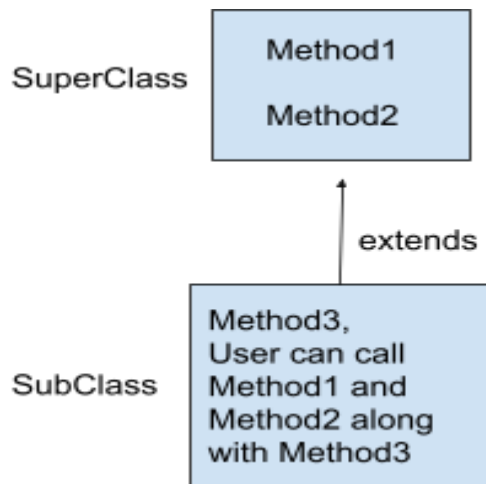 SuperClass
Method1
Method2
extends
SubClass
Method3,
User can call
Method1 and
Method2 along
with Method3